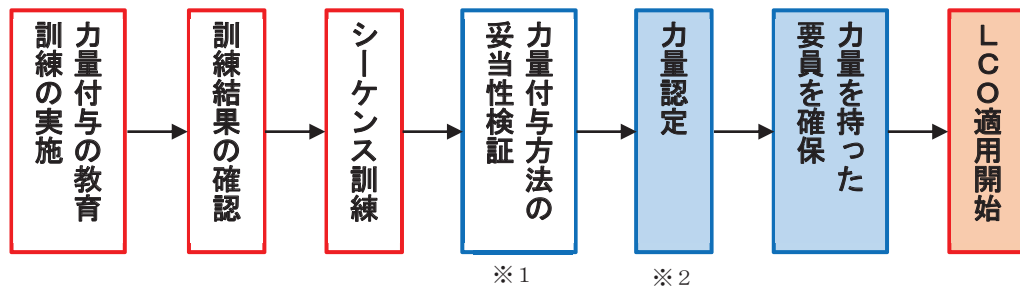 力量付与の教育
訓練の実施
訓練結果の確認
シーケンス訓練
力量付与方法の
妥当性検証
力量認定
力量を持った
要員を確保
ＬＣＯ適用開始
※１
※２